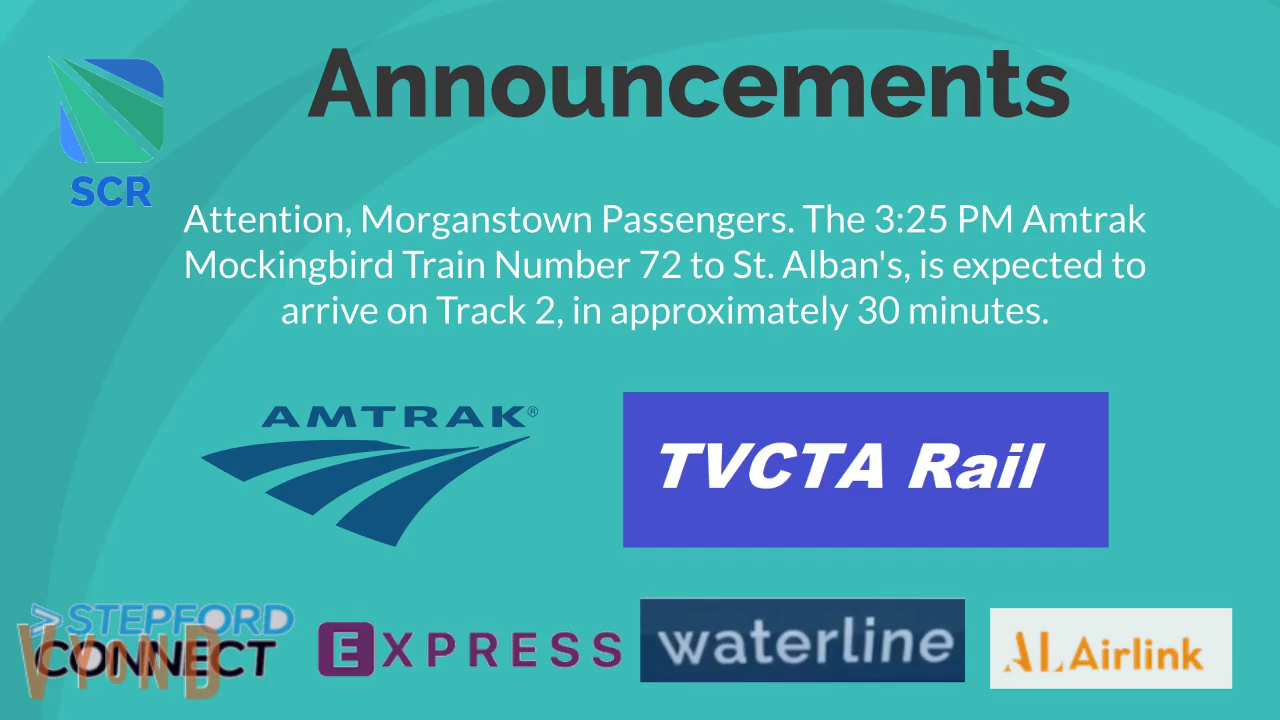 Announcements
SCR
Attention, Morganstown Passengers. The 3:25 PM Amtrak
Mockingbird Train Number 72 to St. Alban's, is expected to
arrive on Track 2, in approximately 30 minutes.
AMTRAK®
TVCTA Rail
STEPFORD
CONNECT
VYOND
EXPRESS
waterline
AL Airlink